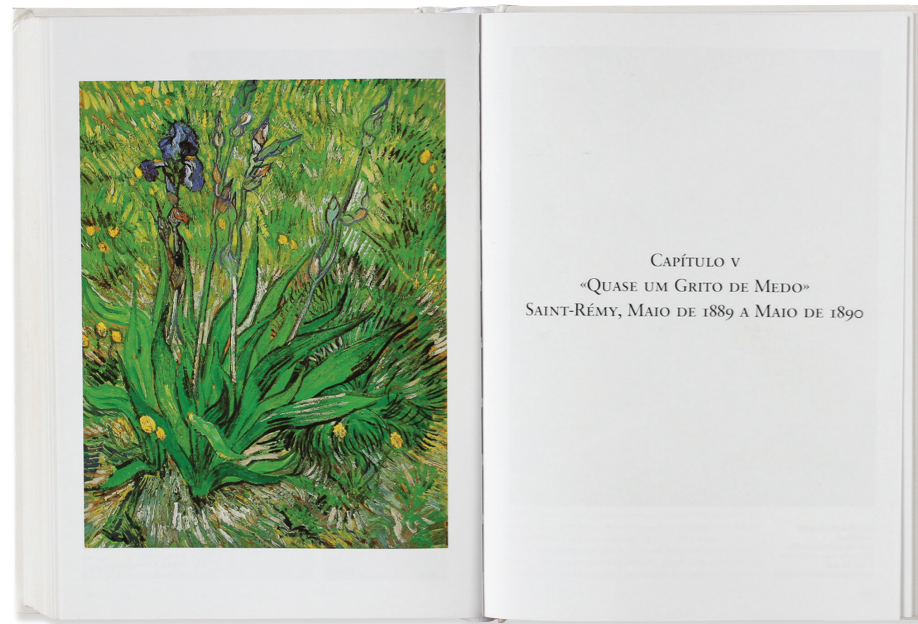 Capítulo V
«Quase um Grito de Medo»
Saint-Rémy, Maio de 1889 a Maio de 1890